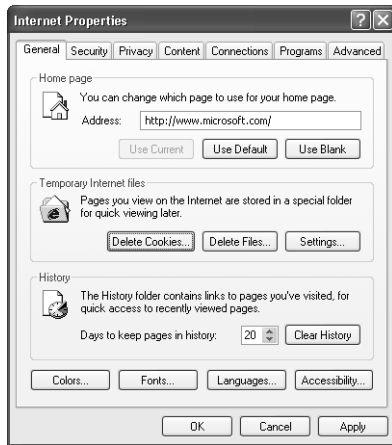 Internet Properties
General Security Privacy Content Connections Programs Advanced
Home page
You can change which page to use for your home page.
Address: http://www.microsoft.com/
Use Current Use Default Use Blank
Temporary Internet files
Pages you view on the Internet are stored in a special folder
for quick viewing later.
Delete Cookies... Delete Files... Settings...
History
The History folder contains links to pages you've visited, for
quick access to recently viewed pages.
Days to keep pages in history: 20 Clear History
Colors... Fonts... Languages... Accessibility...
OK Cancel Apply